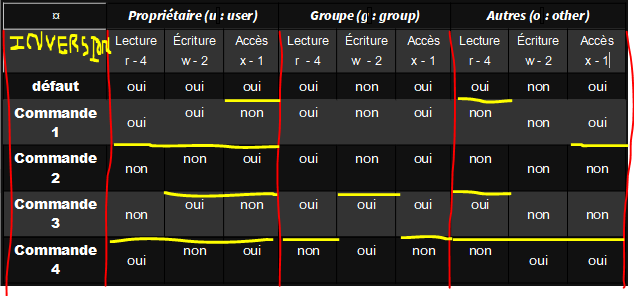 ¤ Propriétaire (u : user) Groupe (g : group) Autres (o : other)
INVERSION Lecture Écriture Accès Lecture Écriture Accès Lecture Écriture Accès
r - 4 w - 2 x - 1 r - 4 w - 2 x - 1 r - 4 w - 2 x - 1
défaut oui oui oui oui non oui oui non oui
Commande 1 oui oui non oui non oui non non oui
Commande 2 non non oui oui non oui non non non
Commande 3 non oui non oui oui oui oui non non
Commande 4 oui non oui non oui non non oui oui